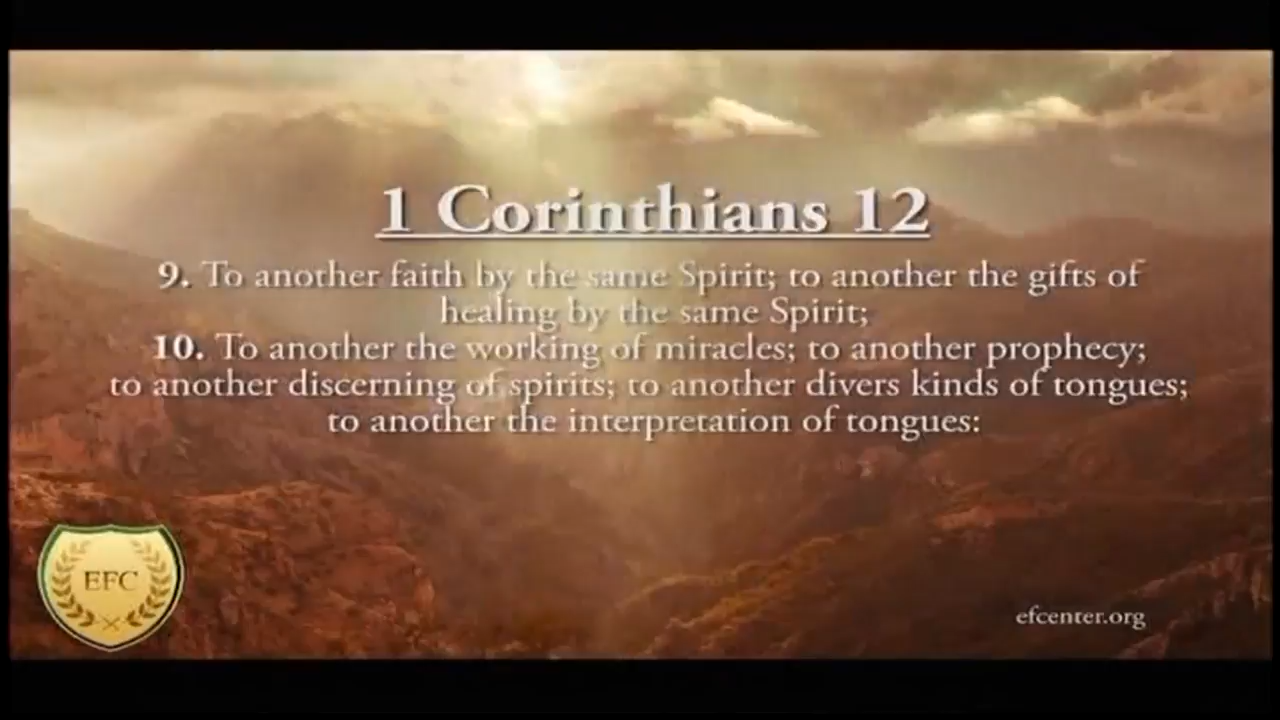 1 Corinthians 12
9. To another faith by the same Spirit; to another the gifts of
healing by the same Spirit;
10. To another the working of miracles; to another prophecy;
to another discerning of spirits; to another divers kinds of tongues;
to another the interpretation of tongues:
EFC
efcenter.org